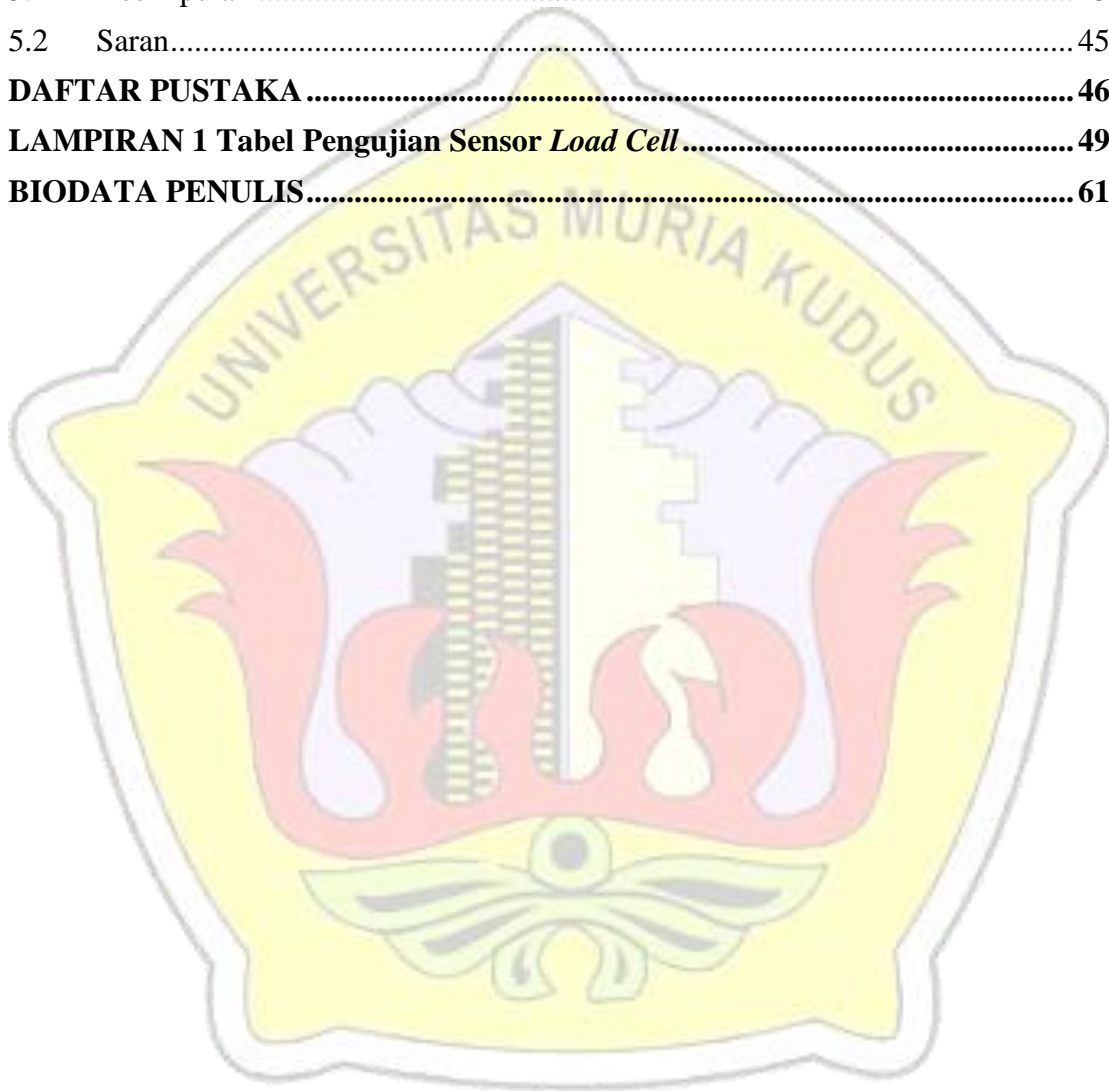 5.2 Saran.................................................................................................................. 45
DAFTAR PUSTAKA ................................................................................................ 46
LAMPIRAN 1 Tabel Pengujian Sensor Load Cell ................................................. 49
BIODATA PENULIS ................................................................................................ 61
UNIVERSITAS MURIA KUDUS